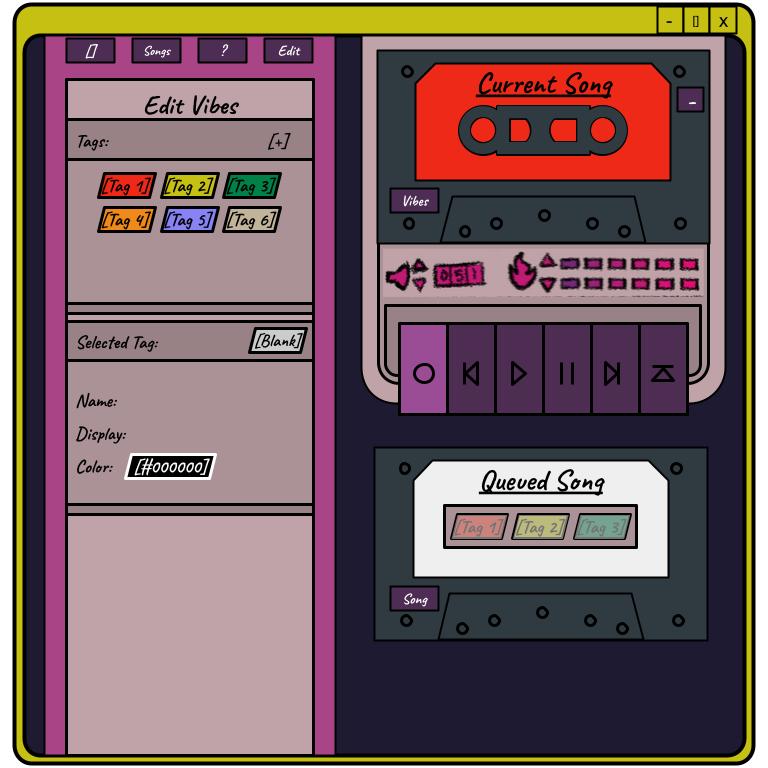 - ▯ X
▯ Songs ? Edit
Edit Vibes
Tags: [+]
[Tag 1] [Tag 2] [Tag 3]
[Tag 4] [Tag 5] [Tag 6]
Selected Tag: [Blank]
Name:
Display:
Color: [#000000]
Current Song
-
Vibes
051
Queued Song
[Tag 1] [Tag 2] [Tag 3]
Song